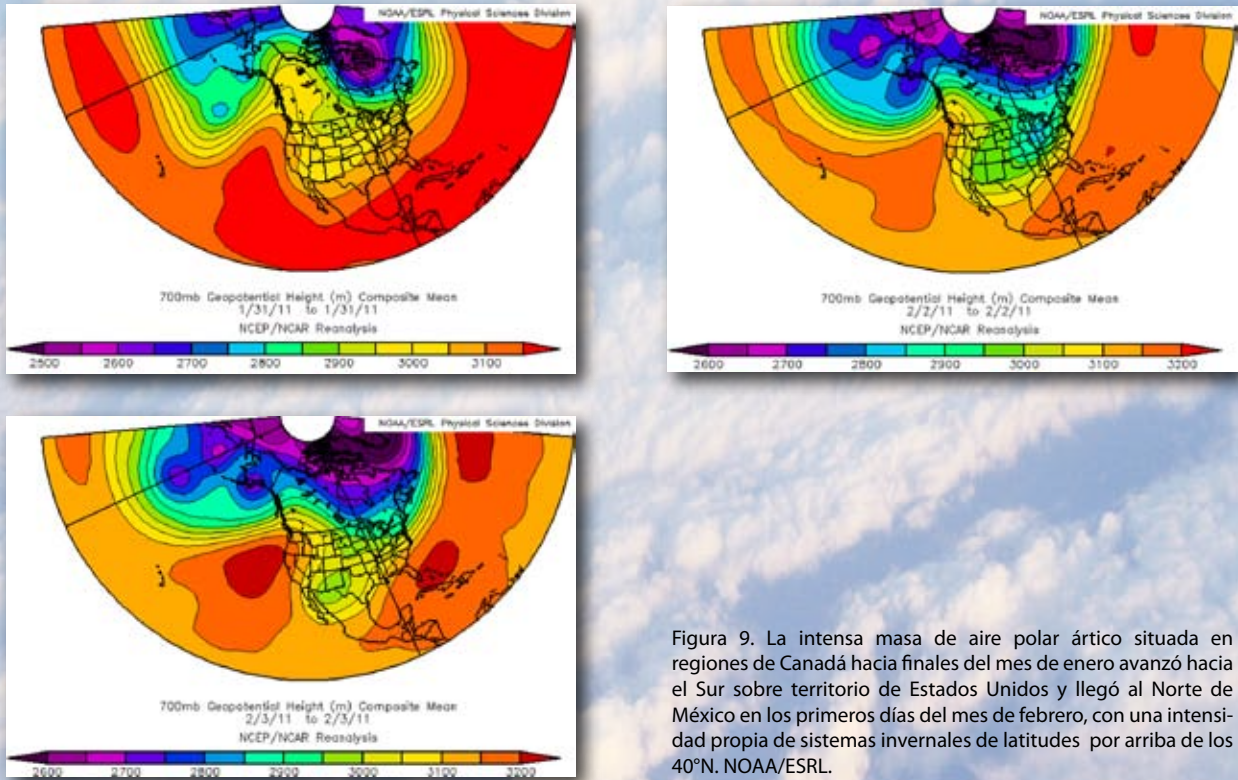 NOAA/ESRL Physical Sciences Division
700mb Geopotential Height (m) Composite Mean
1/31/11 to 1/31/11
NCEP/NCAR Reanalysis
2500 2600 2700 2800 2900 3000 3100
NOAA/ESRL Physical Sciences Division
700mb Geopotential Height (m) Composite Mean
2/2/11 to 2/2/11
NCEP/NCAR Reanalysis
2600 2700 2800 2900 3000 3100 3200
NOAA/ESRL Physical Sciences Division
700mb Geopotential Height (m) Composite Mean
2/3/11 to 2/3/11
NCEP/NCAR Reanalysis
2600 2700 2800 2900 3000 3100 3200
Figura 9. La intensa masa de aire polar ártico situada en
regiones de Canadá hacia finales del mes de enero avanzó hacia
el Sur sobre territorio de Estados Unidos y llegó al Norte de
México en los primeros días del mes de febrero, con una intensi-
dad propia de sistemas invernales de latitudes por arriba de los
40°N. NOAA/ESRL.